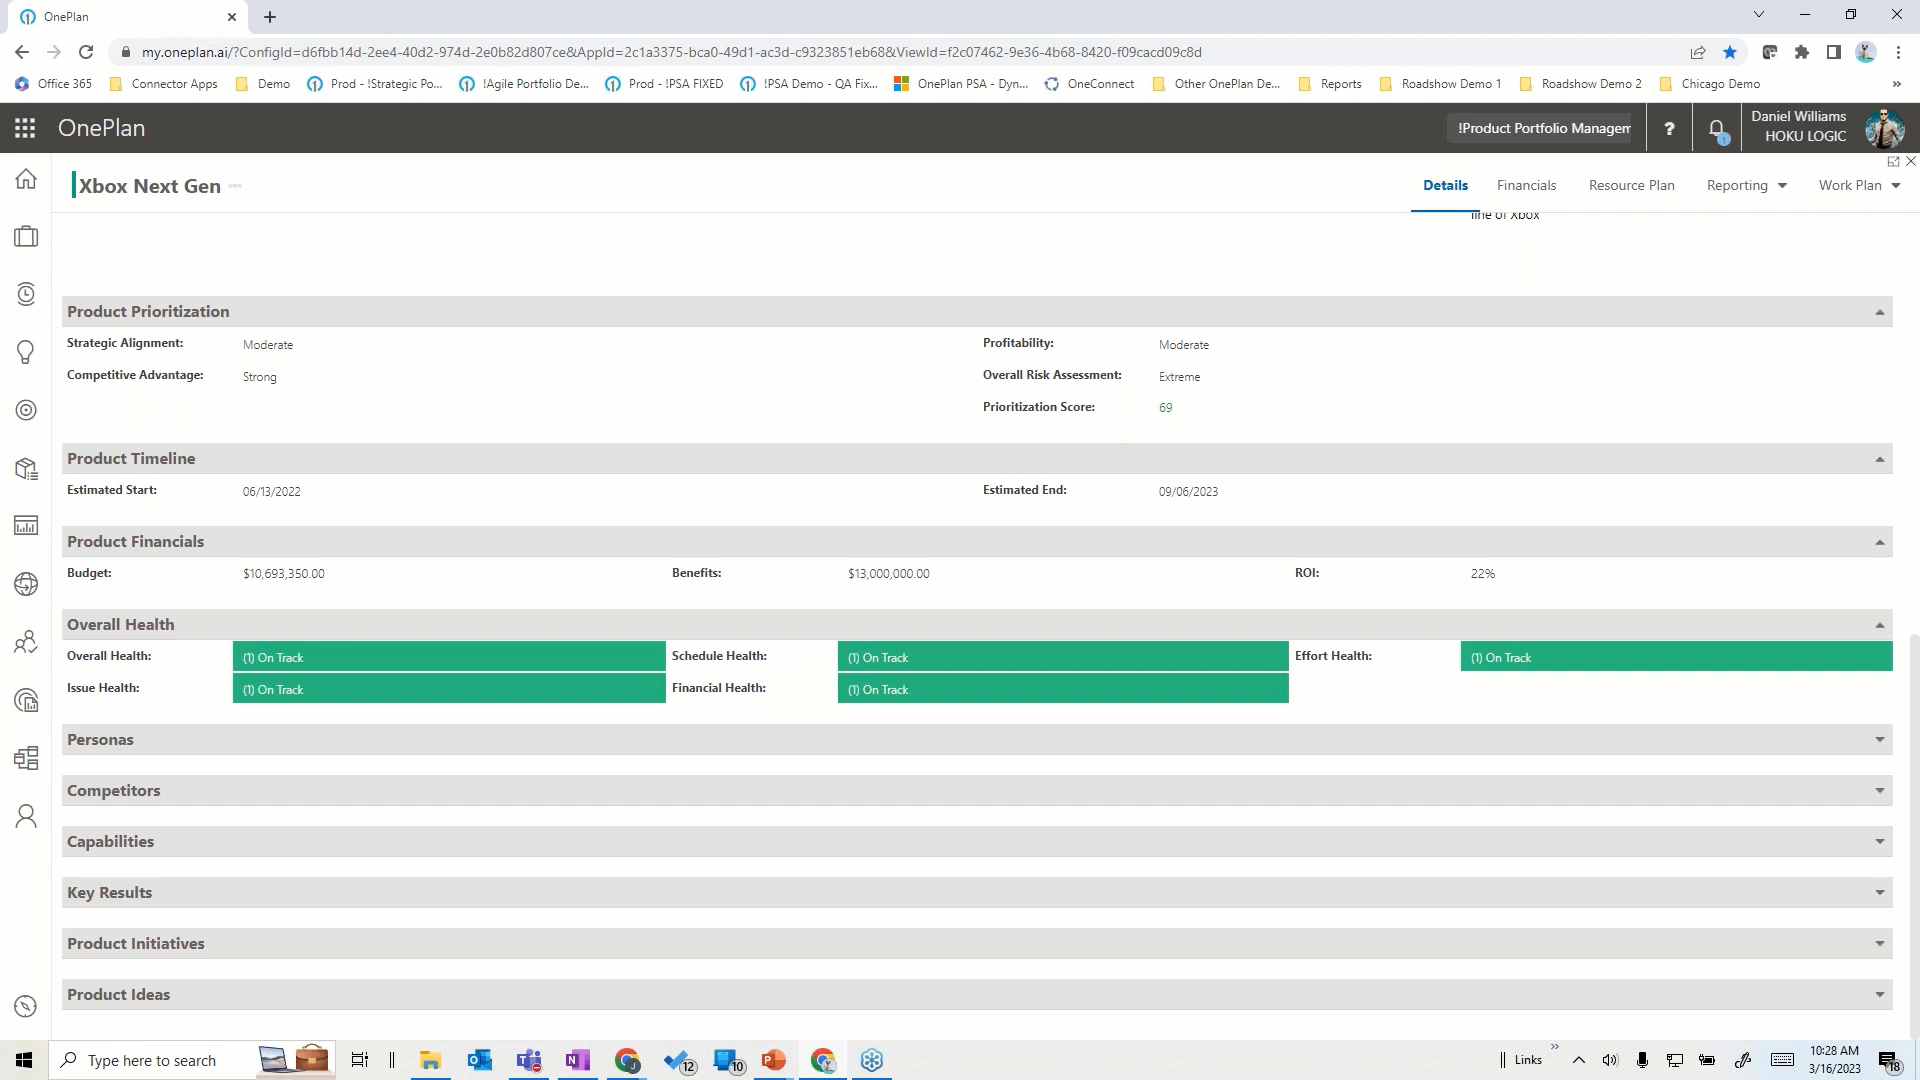 OnePlan
my.oneplan.ai/?ConfigId=d6fbb14d-2ee4-40d2-974d-2e0b82d807ce&AppId=2c1a3375-bca0-49d1-ac3d-c9323851eb68&ViewId=f2c07462-9e36-4b68-8420-f09cacd09c8d
Office 365 Connector Apps Demo Prod - !Strategic Po... !Agile Portfolio De... Prod - !PSA FIXED !PSA Demo - QA Fix... OnePlan PSA - Dyn... OneConnect Other OnePlan De... Reports Roadshow Demo 1 Roadshow Demo 2 Chicago Demo »
OnePlan !Product Portfolio Managem ? 1 Daniel Williams
HOKU LOGIC
Xbox Next Gen Details Financials Resource Plan Reporting Work Plan
line of Xbox
Product Prioritization
Strategic Alignment: Moderate Profitability: Moderate
Competitive Advantage: Strong Overall Risk Assessment: Extreme
Prioritization Score: 69
Product Timeline
Estimated Start: 06/13/2022 Estimated End: 09/06/2023
Product Financials
Budget: $10,693,350.00 Benefits: $13,000,000.00 ROI: 22%
Overall Health
Overall Health: (1) On Track Schedule Health: (1) On Track Effort Health: (1) On Track
Issue Health: (1) On Track Financial Health: (1) On Track
Personas
Competitors
Capabilities
Key Results
Product Initiatives
Product Ideas
Type here to search 12 10 Links » 10:28 AM 18
3/16/2023